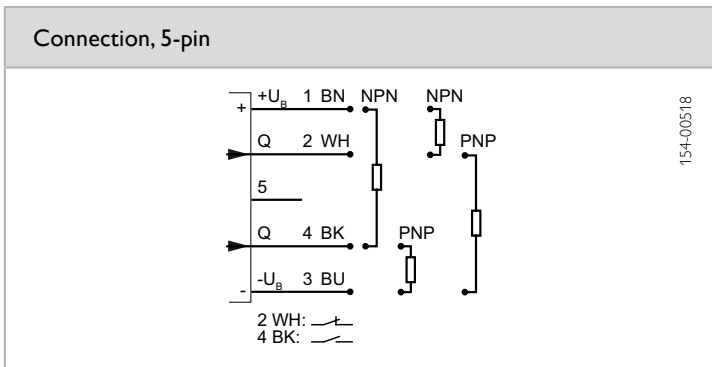 Connection, 5-pin
+ +U_B 1 BN NPN NPN
Q 2 WH PNP
5
Q 4 BK PNP
- -U_B 3 BU
2 WH:
4 BK:
154-00518